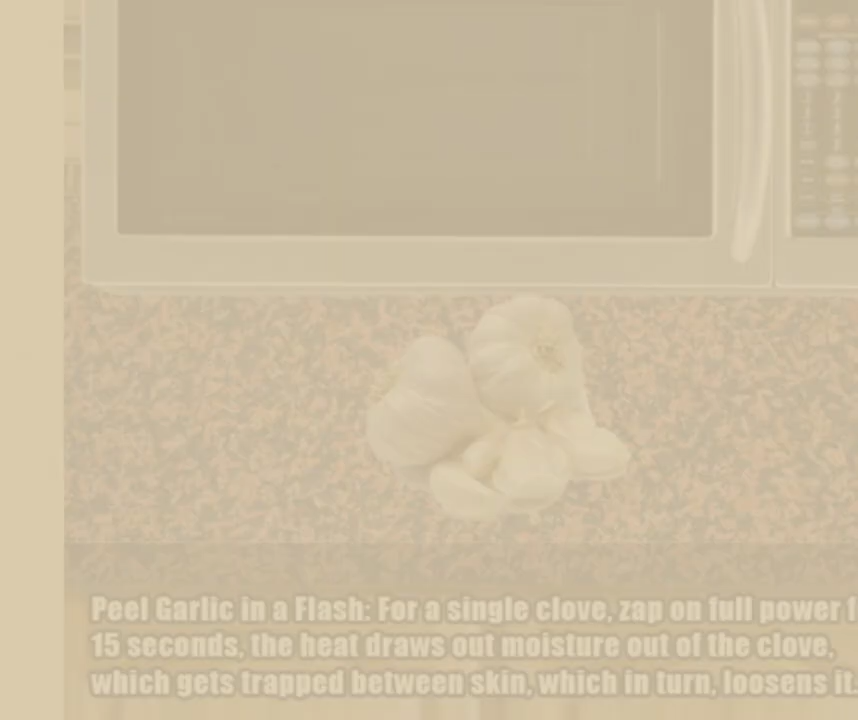 Peel Garlic in a Flash: For a single clove, zap on full power f
15 seconds, the heat draws out moisture out of the clove,
which gets trapped between skin, which in turn, loosens it.